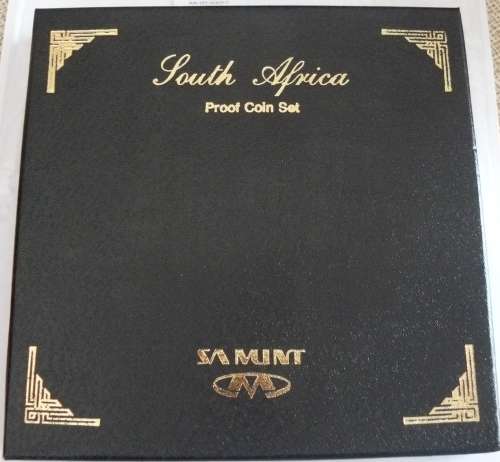 South Africa
Proof Coin Set
SA MINT